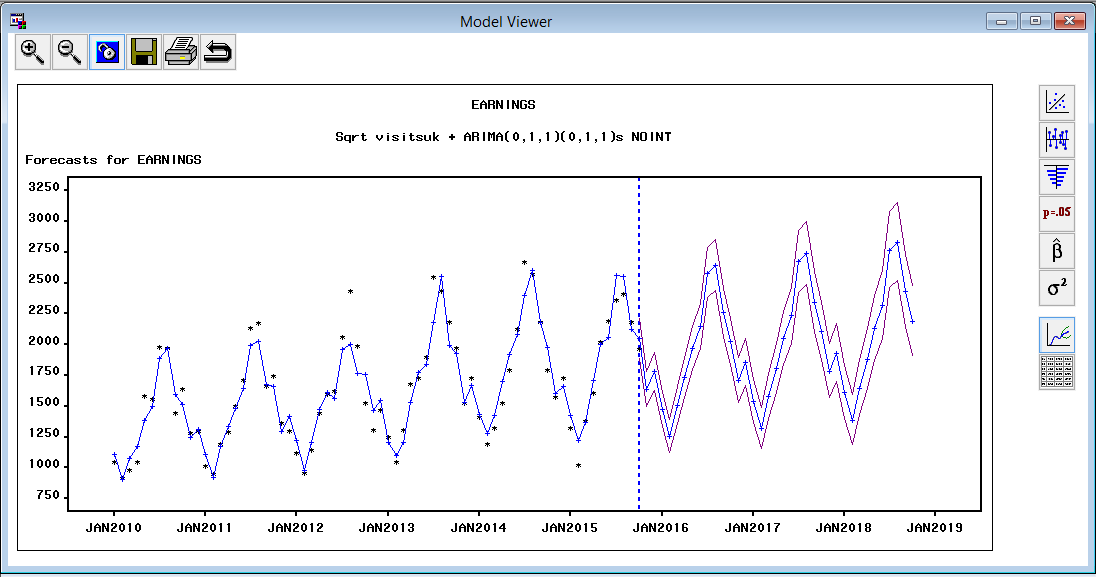 Model Viewer
EARNINGS
Sqrt visitsuk + ARIMA(0,1,1)(0,1,1)s NOINT
Forecasts for EARNINGS
3250
3000
2750
2500
2250
2000
1750
1500
1250
1000
750
JAN2010 JAN2011 JAN2012 JAN2013 JAN2014 JAN2015 JAN2016 JAN2017 JAN2018 JAN2019
p=.05
β̂
σ²